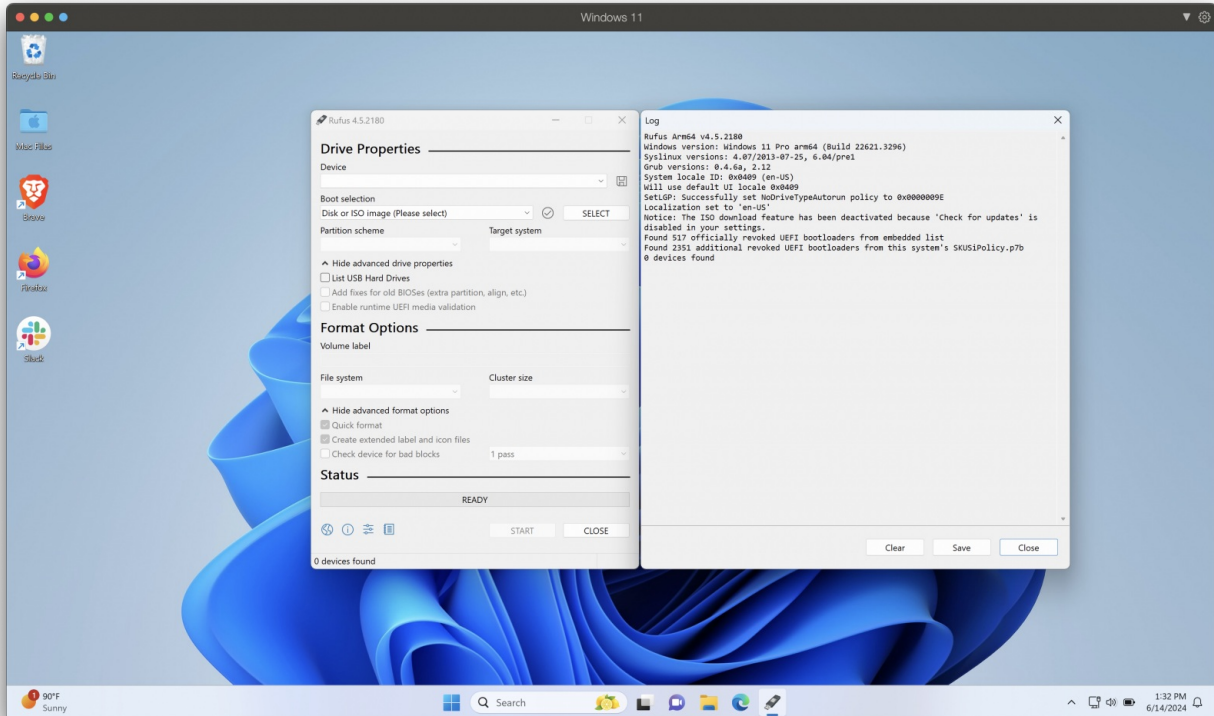 Windows 11
Recycle Bin
Mac Files
Brave
Firefox
Slack
Rufus 4.5.2180
Drive Properties
Device
Boot selection
Disk or ISO image (Please select)
SELECT
Partition scheme
Target system
Hide advanced drive properties
List USB Hard Drives
Add fixes for old BIOSes (extra partition, align, etc.)
Enable runtime UEFI media validation
Format Options
Volume label
File system
Cluster size
Hide advanced format options
Quick format
Create extended label and icon files
Check device for bad blocks
1 pass
Status
READY
START
CLOSE
0 devices found
Log
Rufus Arm64 v4.5.2180
Windows version: Windows 11 Pro arm64 (Build 22621.3296)
Syslinux versions: 4.07/2013-07-25, 6.04/pre1
Grub versions: 0.4.6a, 2.12
System locale ID: 0x0409 (en-US)
Will use default UI locale 0x0409
SetLGP: Successfully set NoDriveTypeAutorun policy to 0x0000009E
Localization set to 'en-US'
Notice: The ISO download feature has been deactivated because 'Check for updates' is
disabled in your settings.
Found 517 officially revoked UEFI bootloaders from embedded list
Found 2351 additional revoked UEFI bootloaders from this system's SKUSiPolicy.p7b
0 devices found
Clear
Save
Close
1
90°F
Sunny
Search
1:32 PM
6/14/2024